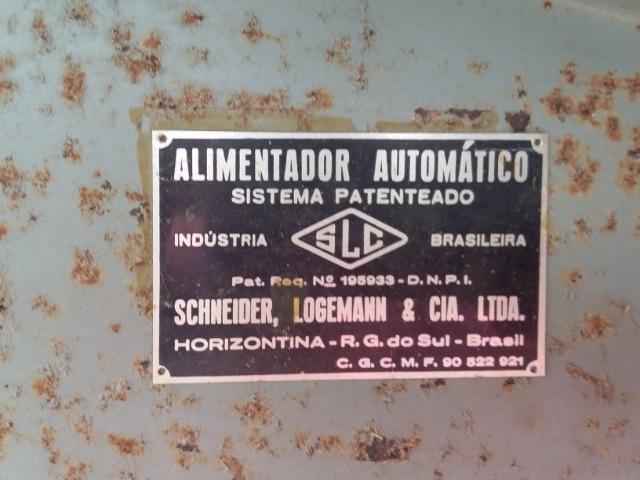 ALIMENTADOR AUTOMÁTICO
SISTEMA PATENTEADO
INDÚSTRIA SLC BRASILEIRA
Pat. Req. Nº 195933 - D. N. P. I.
SCHNEIDER, LOGEMANN & CIA. LTDA.
HORIZONTINA - R. G. do Sul - Brasil
C. G. C. M. F. 90 522 921